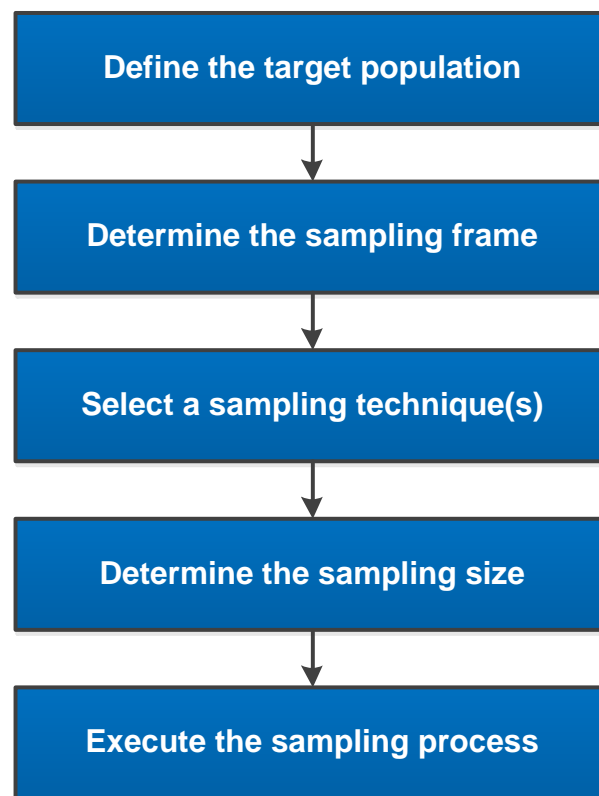 Define the target population
Determine the sampling frame
Select a sampling technique(s)
Determine the sampling size
Execute the sampling process